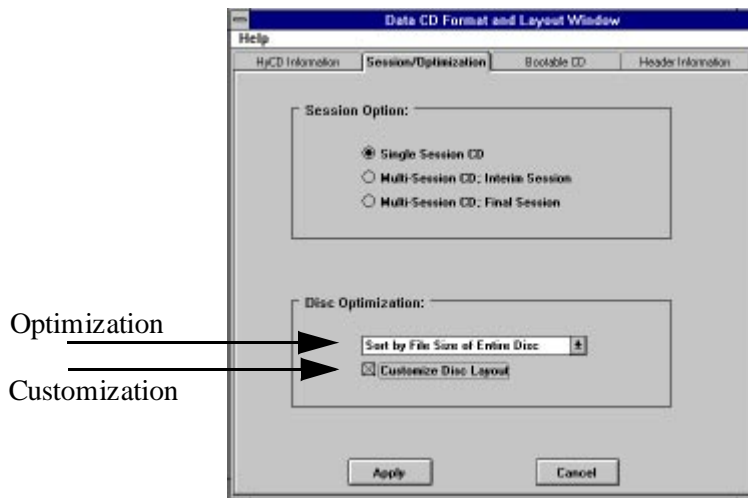 Data CD Format and Layout Window
Help
HyCD Information Session/Optimization Bootable CD Header Information
Session Option:
Single Session CD
Multi-Session CD; Interim Session
Multi-Session CD; Final Session
Disc Optimization:
Optimization
Sort by File Size of Entire Disc
Customize Disc Layout
Customization
Apply Cancel